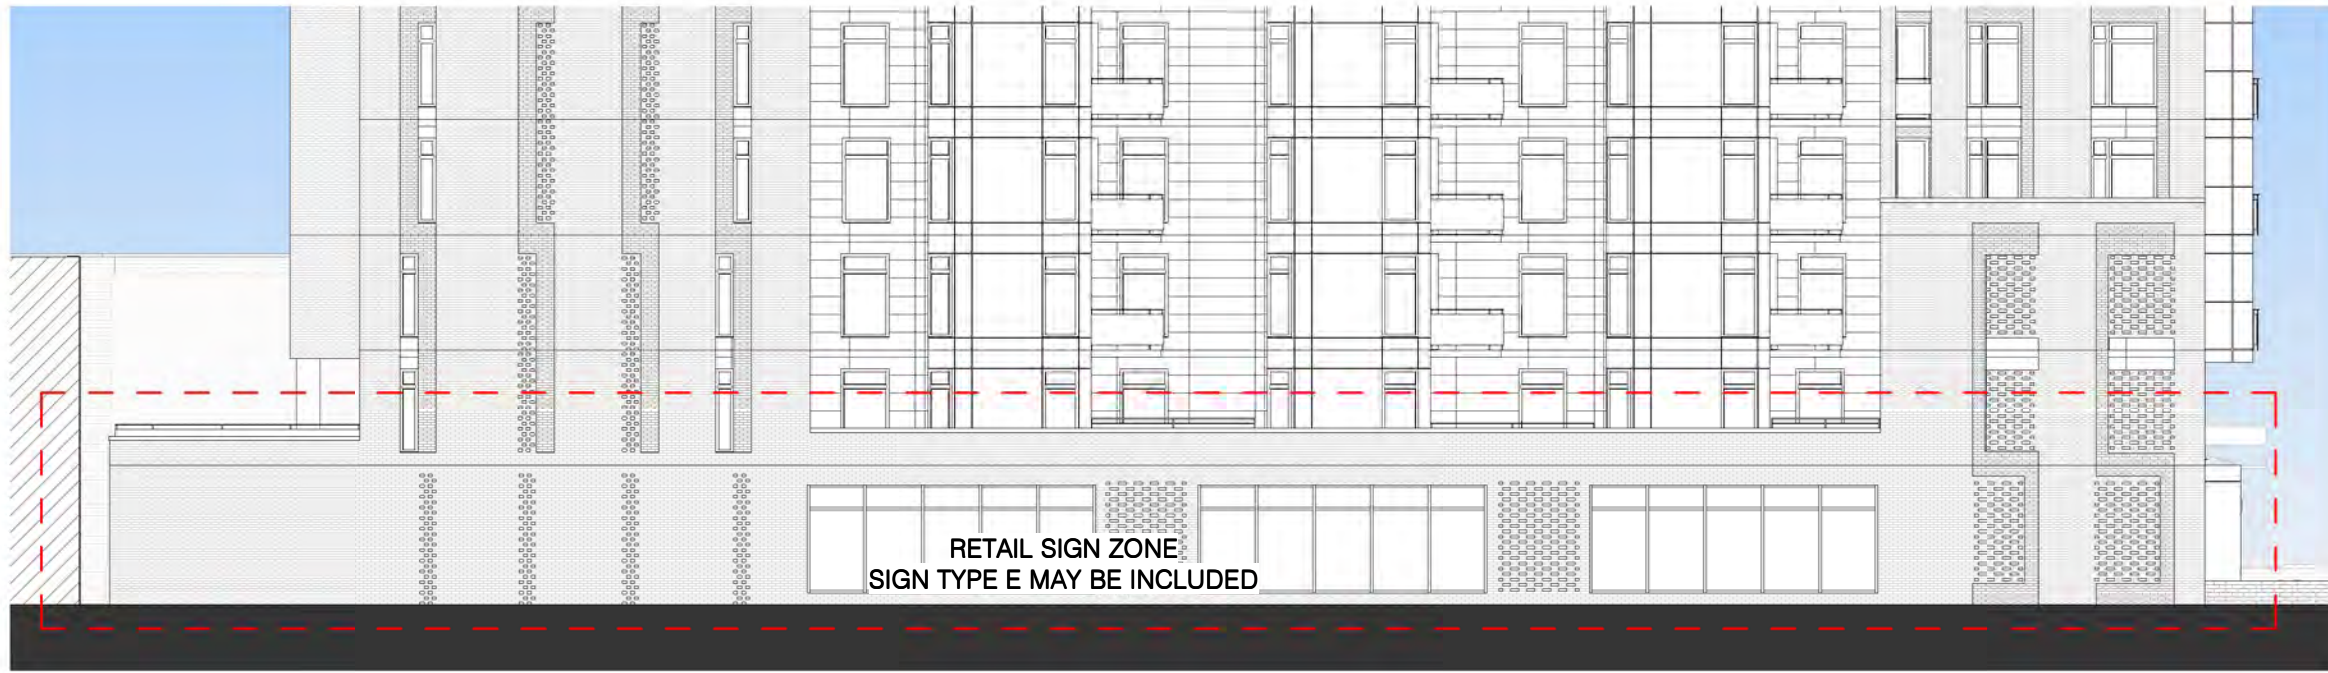 RETAIL SIGN ZONE
SIGN TYPE E MAY BE INCLUDED